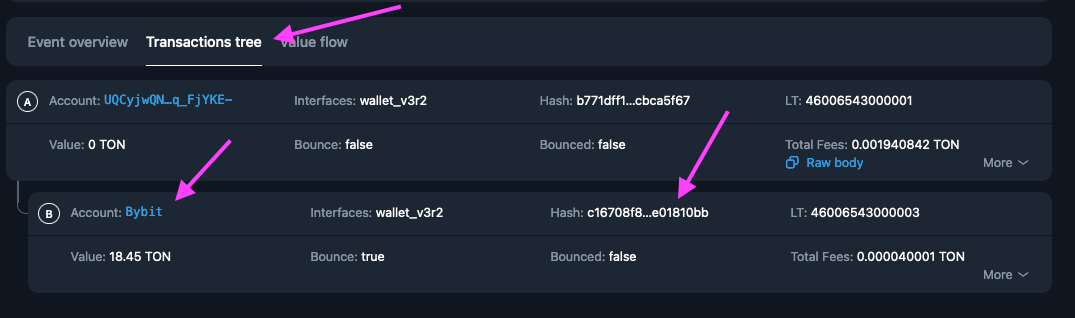 Event overview Transactions tree Value flow
A Account: UQCyjwQN…q_FjYKE- Interfaces: wallet_v3r2 Hash: b771dff1…cbca5f67 LT: 46006543000001
Value: 0 TON Bounce: false Bounced: false Total Fees: 0.001940842 TON
Raw body More
B Account: Bybit Interfaces: wallet_v3r2 Hash: c16708f8…e01810bb LT: 46006543000003
Value: 18.45 TON Bounce: true Bounced: false Total Fees: 0.000040001 TON
More